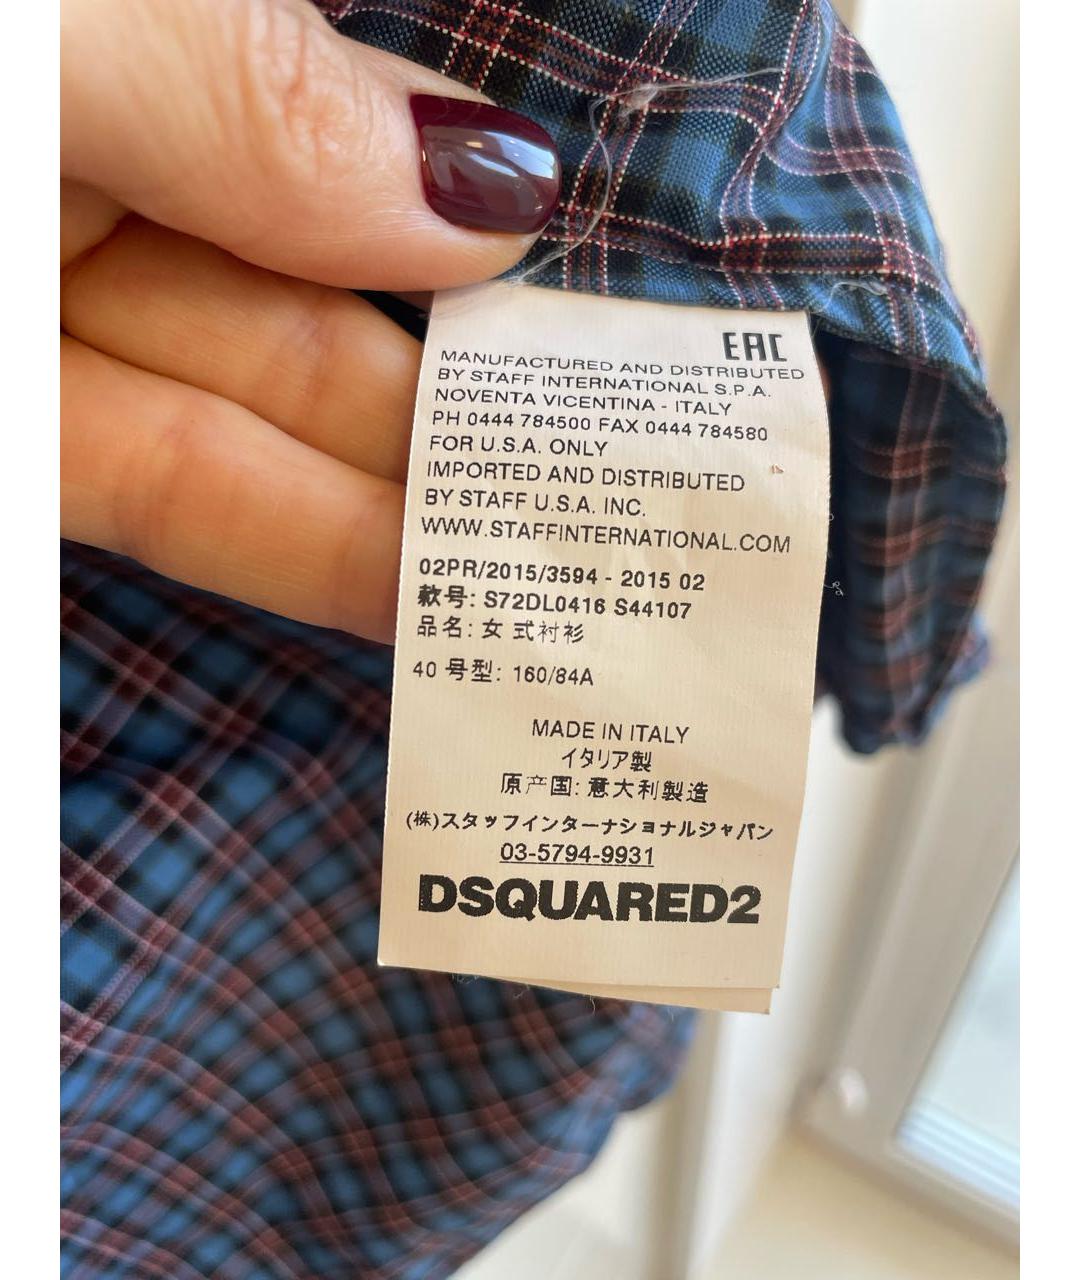 EAC
MANUFACTURED AND DISTRIBUTED
BY STAFF INTERNATIONAL S.P.A.
NOVENTA VICENTINA - ITALY
PH 0444 784500 FAX 0444 784580
FOR U.S.A. ONLY
IMPORTED AND DISTRIBUTED
BY STAFF U.S.A. INC.
WWW.STAFFINTERNATIONAL.COM
02PR/2015/3594 - 2015 02
款号: S72DL0416 S44107
品名: 女 式衬衫
40 号型: 160/84A
MADE IN ITALY
イタリア製
原产国: 意大利製造
(株)スタッフインターナショナルジャパン
03-5794-9931
DSQUARED2